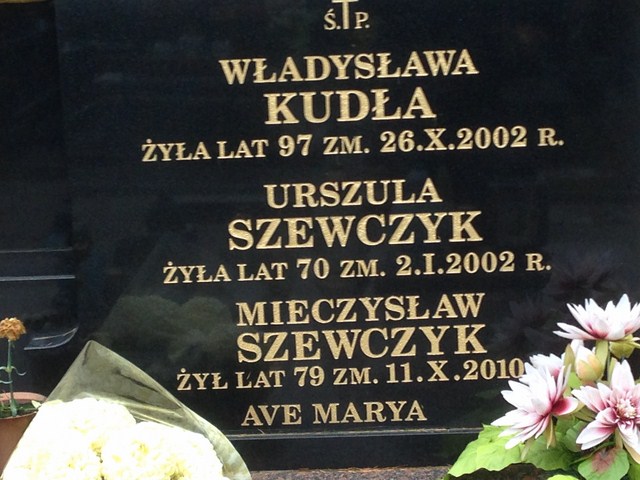 Ś.P.
WŁADYSŁAWA
KUDŁA
ŻYŁA LAT 97 ZM. 26.X.2002 R.
URSZULA
SZEWCZYK
ŻYŁA LAT 70 ZM. 2.I.2002 R.
MIECZYSŁAW
SZEWCZYK
ŻYŁ LAT 79 ZM. 11.X.2010
AVE MARYA